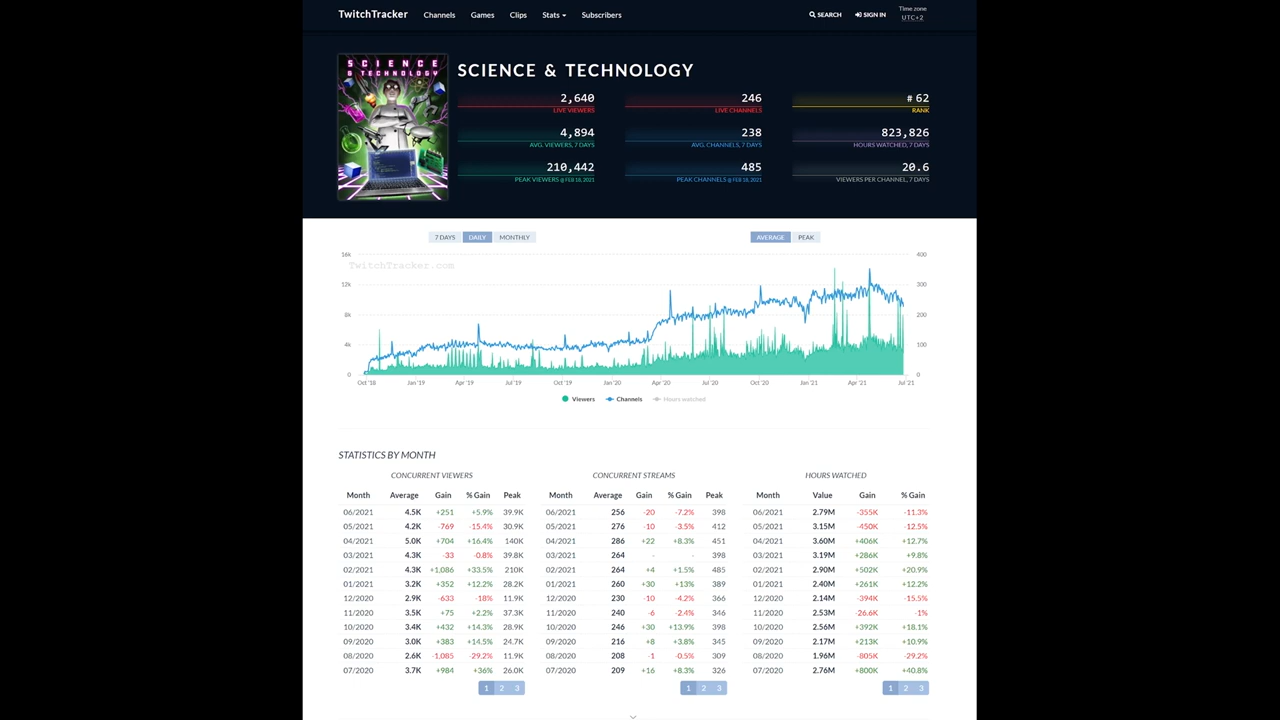 TwitchTracker Channels Games Clips Stats Subscribers SEARCH SIGN IN Time zone
UTC+2
SCIENCE
& TECHNOLOGY
SCIENCE & TECHNOLOGY
2,640 246 # 62
LIVE VIEWERS LIVE CHANNELS RANK
4,894 238 823,826
AVG. VIEWERS, 7 DAYS AVG. CHANNELS, 7 DAYS HOURS WATCHED, 7 DAYS
210,442 485 20.6
PEAK VIEWERS @ FEB 18, 2021 PEAK CHANNELS @ FEB 18, 2021 VIEWERS PER CHANNEL, 7 DAYS
7 DAYS DAILY MONTHLY AVERAGE PEAK
16k 400
TwitchTracker.com
12k 300
8k 200
4k 100
0 0
Oct '18 Jan '19 Apr '19 Jul '19 Oct '19 Jan '20 Apr '20 Jul '20 Oct '20 Jan '21 Apr '21 Jul '21
Viewers Channels Hours watched
STATISTICS BY MONTH
CONCURRENT VIEWERS CONCURRENT STREAMS HOURS WATCHED
Month Average Gain % Gain Peak Month Average Gain % Gain Peak Month Value Gain % Gain
06/2021 4.5K +251 +5.9% 39.9K 06/2021 256 -20 -7.2% 398 06/2021 2.79M -355K -11.3%
05/2021 4.2K -769 -15.4% 30.9K 05/2021 276 -10 -3.5% 412 05/2021 3.15M -450K -12.5%
04/2021 5.0K +704 +16.4% 140K 04/2021 286 +22 +8.3% 451 04/2021 3.60M +406K +12.7%
03/2021 4.3K -33 -0.8% 39.8K 03/2021 264 - - 398 03/2021 3.19M +286K +9.8%
02/2021 4.3K +1,086 +33.5% 210K 02/2021 264 +4 +1.5% 485 02/2021 2.90M +502K +20.9%
01/2021 3.2K +352 +12.2% 28.2K 01/2021 260 +30 +13% 389 01/2021 2.40M +261K +12.2%
12/2020 2.9K -633 -18% 11.9K 12/2020 230 -10 -4.2% 366 12/2020 2.14M -394K -15.5%
11/2020 3.5K +75 +2.2% 37.3K 11/2020 240 -6 -2.4% 346 11/2020 2.53M -26.6K -1%
10/2020 3.4K +432 +14.3% 28.9K 10/2020 246 +30 +13.9% 398 10/2020 2.56M +392K +18.1%
09/2020 3.0K +383 +14.5% 24.7K 09/2020 216 +8 +3.8% 345 09/2020 2.17M +213K +10.9%
08/2020 2.6K -1,085 -29.2% 11.9K 08/2020 208 -1 -0.5% 309 08/2020 1.96M -805K -29.2%
07/2020 3.7K +984 +36% 26.0K 07/2020 209 +16 +8.3% 326 07/2020 2.76M +800K +40.8%
1 2 3 1 2 3 1 2 3